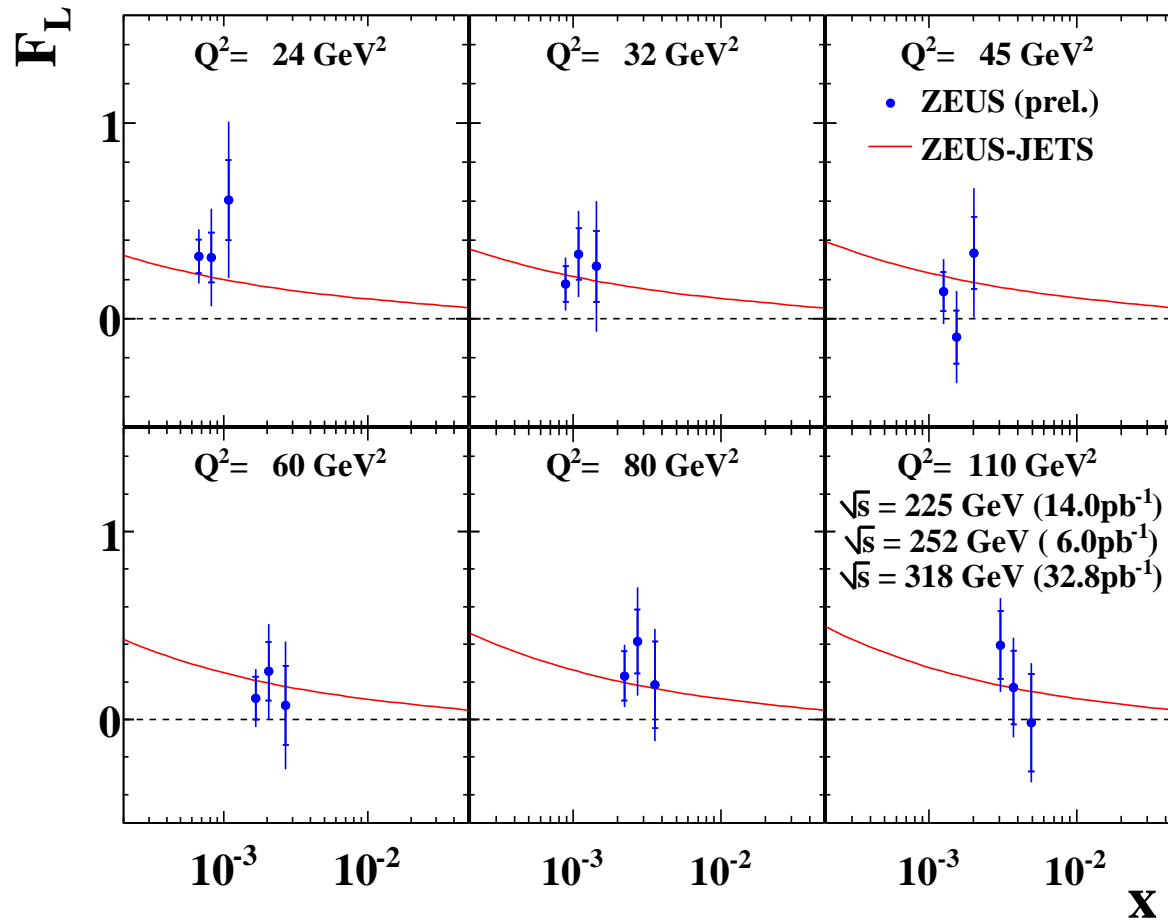 F_L
Q²= 24 GeV²
Q²= 32 GeV²
Q²= 45 GeV²
ZEUS (prel.)
ZEUS-JETS
1
0
Q²= 60 GeV²
Q²= 80 GeV²
Q²= 110 GeV²
√s = 225 GeV (14.0pb⁻¹)
√s = 252 GeV ( 6.0pb⁻¹)
√s = 318 GeV (32.8pb⁻¹)
1
0
10⁻³ 10⁻² 10⁻³ 10⁻² 10⁻³ 10⁻²
x